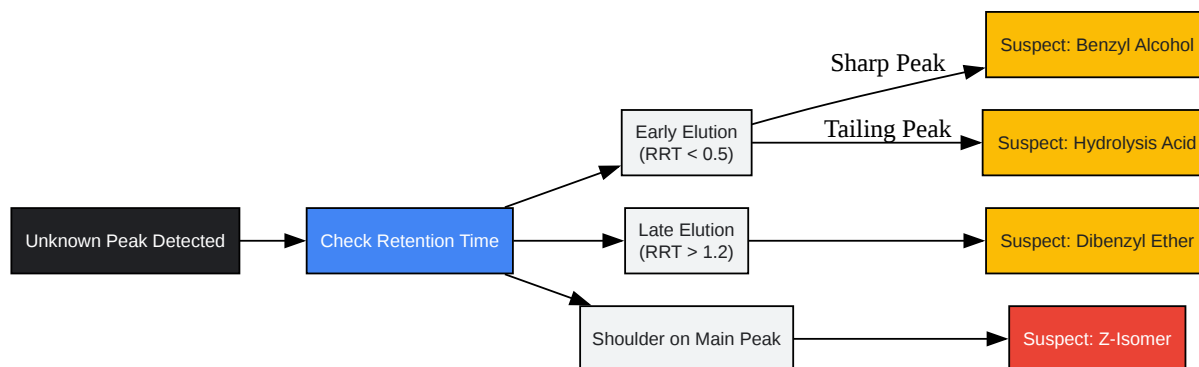 Unknown Peak Detected
Check Retention Time
Early Elution
(RRT < 0.5)
Sharp Peak
Suspect: Benzyl Alcohol
Tailing Peak
Suspect: Hydrolysis Acid
Late Elution
(RRT > 1.2)
Suspect: Dibenzyl Ether
Shoulder on Main Peak
Suspect: Z-Isomer